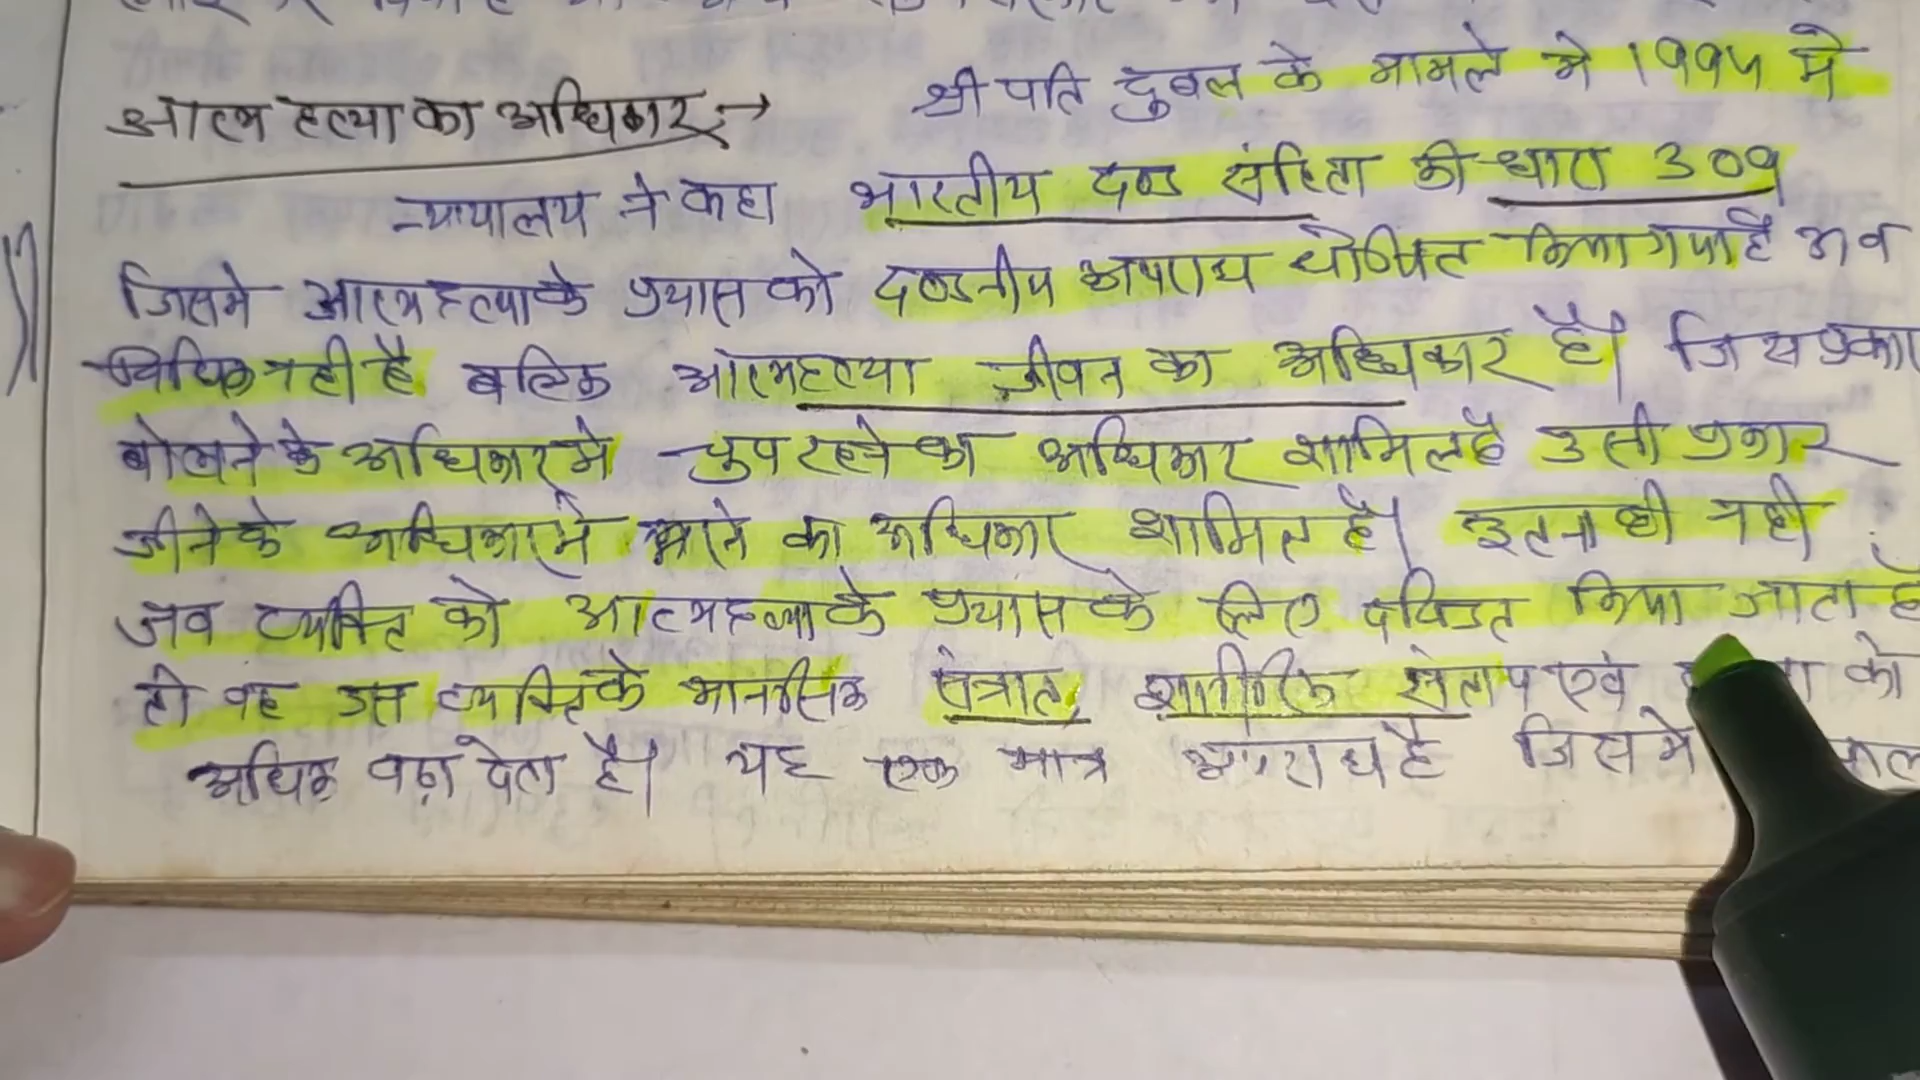 आत्महत्या का अधिकार :→ श्रीपति दुबल के मामले मे 1995 मे
न्यायालय ने कहा भारतीय दण्ड संहिता की धारा 309
जिसमे आत्महत्या के प्रयास को दण्डनीय अपराध घोषित किया गया है अब
विधिक नही है बल्कि आत्महत्या जीवन का अधिकार है। जिस प्रकार
बोलने के अधिकार मे चुप रहने का अधिकार शामिल है उसी प्रकार
जीने के अधिकार मे मरने का अधिकार शामिल है। इतना ही नही
जब व्यक्ति को आत्महत्या के प्रयास के लिए दण्डित किया जाता है
तो वह उस व्यक्ति के मानसिक संत्रास, शारीरिक संताप एवं को
अधिक बढ़ा देता है। यह एक मात्र अपराध है जिसमे